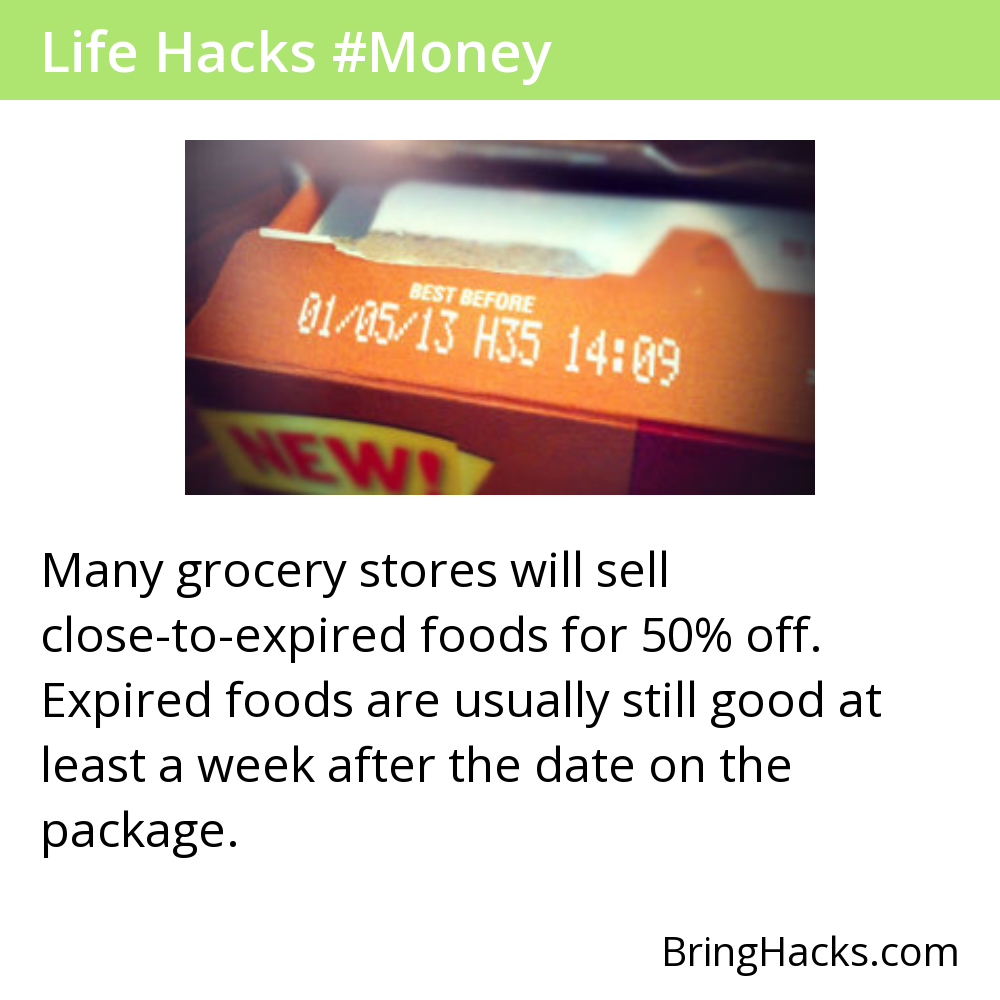 Life Hacks #Money
BEST BEFORE
01/05/13 H35 14:09
NEW!
Many grocery stores will sell
close-to-expired foods for 50% off.
Expired foods are usually still good at
least a week after the date on the
package.
BringHacks.com